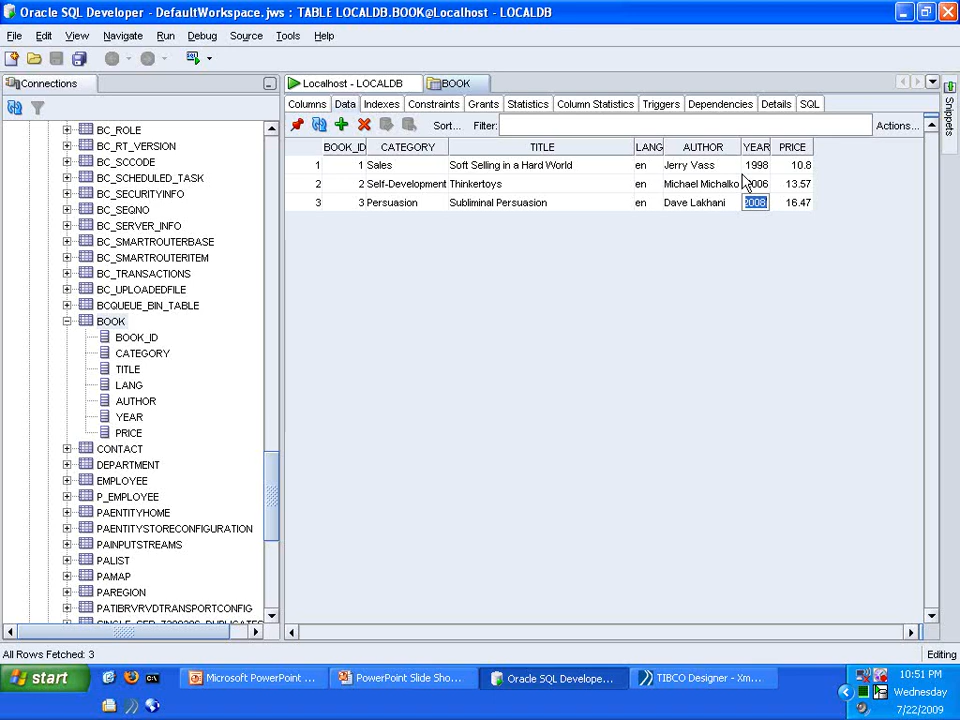 Oracle SQL Developer - DefaultWorkspace.jws : TABLE LOCALDB.BOOK@Localhost - LOCALDB
File Edit View Navigate Run Debug Source Tools Help
Connections
Localhost - LOCALDB BOOK
Snippets
Columns Data Indexes Constraints Grants Statistics Column Statistics Triggers Dependencies Details SQL
Sort... Filter: Actions...
BOOK_ID CATEGORY TITLE LANG AUTHOR YEAR PRICE
1 1 Sales Soft Selling in a Hard World en Jerry Vass 1998 10.8
2 2 Self-Development Thinkertoys en Michael Michalko 2006 13.57
3 3 Persuasion Subliminal Persuasion en Dave Lakhani 2008 16.47
BC_ROLE
BC_RT_VERSION
BC_SCCODE
BC_SCHEDULED_TASK
BC_SECURITYINFO
BC_SEQNO
BC_SERVER_INFO
BC_SMARTROUTERBASE
BC_SMARTROUTERITEM
BC_TRANSACTIONS
BC_UPLOADEDFILE
BCQUEUE_BIN_TABLE
BOOK
BOOK_ID
CATEGORY
TITLE
LANG
AUTHOR
YEAR
PRICE
CONTACT
DEPARTMENT
EMPLOYEE
P_EMPLOYEE
PAENTITYHOME
PAENTITYSTORECONFIGURATION
PAINPUTSTREAMS
PALIST
PAMAP
PAREGION
PATIBRVRVDTRANSPORTCONFIG
All Rows Fetched: 3 Editing
start Microsoft PowerPoint ... PowerPoint Slide Sho... Oracle SQL Develope... TIBCO Designer - Xm...
10:51 PM
Wednesday
7/22/2009